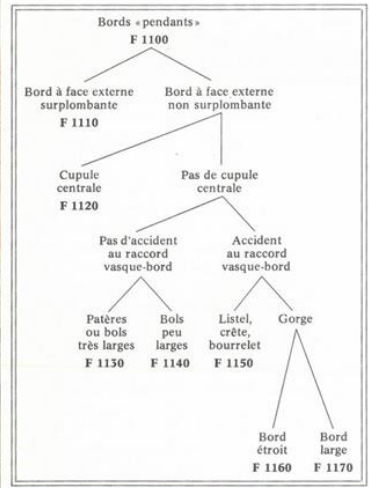 Bords «pendants»
F 1100
Bord à face externe
surplombante
F 1110
Bord à face externe
non surplombante
Cupule
centrale
F 1120
Pas de cupule
centrale
Pas d'accident
au raccord
vasque-bord
Accident
au raccord
vasque-bord
Patères
ou bols
très larges
F 1130
Bols
peu
larges
F 1140
Listel,
crête,
bourrelet
F 1150
Gorge
Bord
étroit
F 1160
Bord
large
F 1170